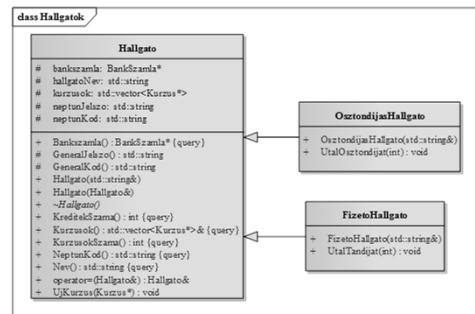 class Hallgatok
Hallgato
# bankszamla: BankSzamla*
# hallgatoNev: std::string
# kurzusok: std::vector<Kurzus*>
# neptunJelszo: std::string
# neptunKod: std::string
+ Bankszamla() : BankSzamla* {query}
# GeneralJelszo() : std::string
# GeneralKod() : std::string
+ Hallgato(std::string&)
+ Hallgato(Hallgato&)
+ ~Hallgato()
+ KreditekSzama() : int {query}
+ Kurzusok() : std::vector<Kurzus*>& {query}
+ KurzusokSzama() : int {query}
+ NeptunKod() : std::string {query}
+ Nev() : std::string {query}
+ operator=(Hallgato&) : Hallgato&
+ UjKurzus(Kurzus*) : void
OsztondijasHallgato
+ OsztondijasHallgato(std::string&)
+ UtalOsztondijat(int) : void
FizetoHallgato
+ FizetoHallgato(std::string&)
+ UtalTandijat(int) : void